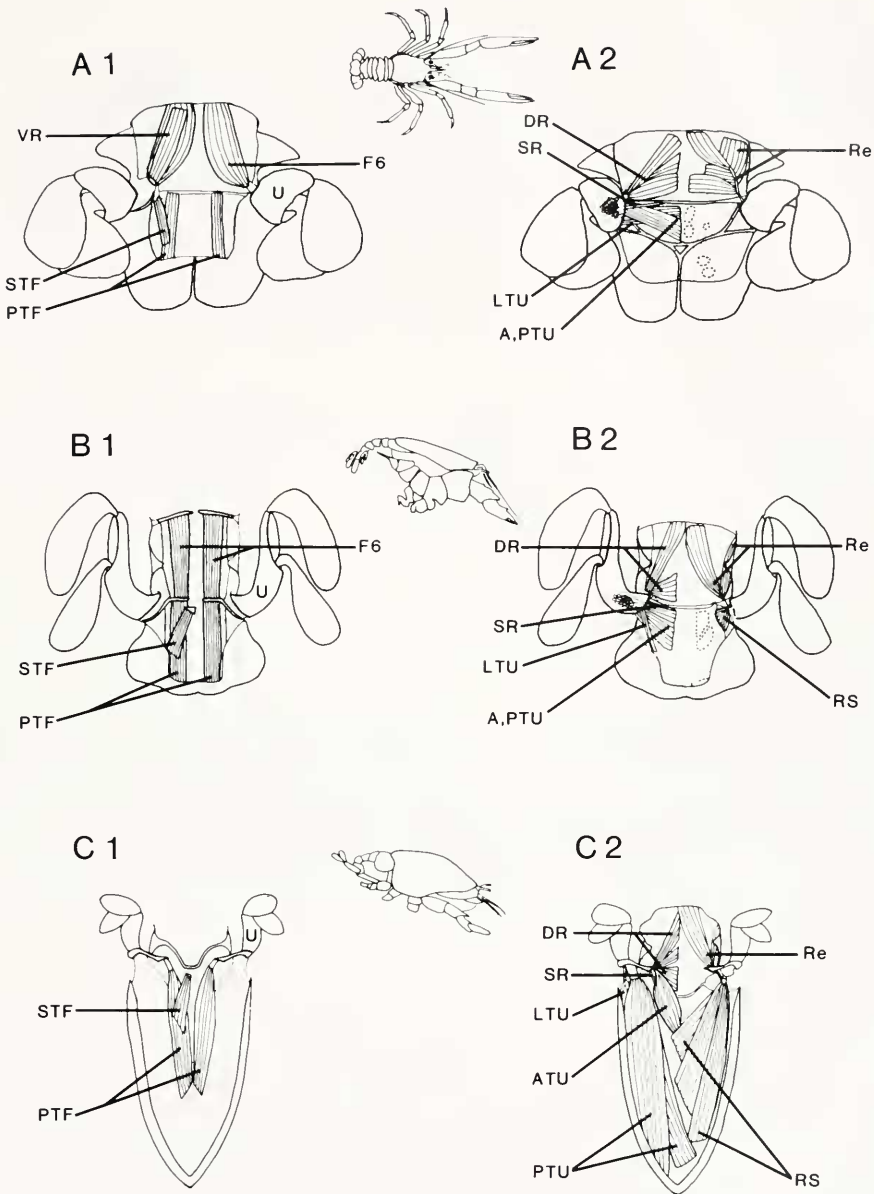 A 1
A 2
VR
F6
U
STF
PTF
DR
SR
Re
LTU
A,PTU
B 1
B 2
F6
U
STF
PTF
DR
Re
SR
LTU
A,PTU
RS
C 1
C 2
U
STF
PTF
DR
Re
SR
LTU
ATU
PTU
RS